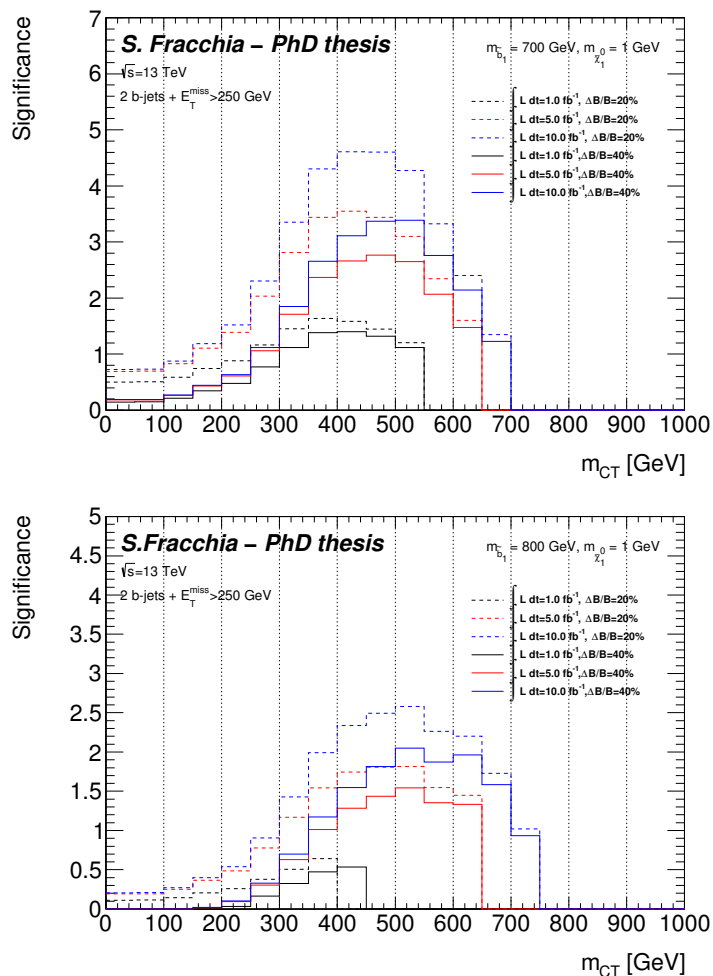 S. Fracchia – PhD thesis
m_b̃₁ = 700 GeV, m_χ̃₁⁰ = 1 GeV
√s=13 TeV
2 b-jets + E_T^miss>250 GeV
L dt=1.0 fb⁻¹, ΔB/B=20%
L dt=5.0 fb⁻¹, ΔB/B=20%
L dt=10.0 fb⁻¹, ΔB/B=20%
L dt=1.0 fb⁻¹,ΔB/B=40%
L dt=5.0 fb⁻¹,ΔB/B=40%
L dt=10.0 fb⁻¹,ΔB/B=40%
Significance
7
6
5
4
3
2
1
0
0 100 200 300 400 500 600 700 800 900 1000
m_CT [GeV]
S.Fracchia – PhD thesis
m_b̃₁ = 800 GeV, m_χ̃₁⁰ = 1 GeV
√s=13 TeV
2 b-jets + E_T^miss>250 GeV
L dt=1.0 fb⁻¹, ΔB/B=20%
L dt=5.0 fb⁻¹, ΔB/B=20%
L dt=10.0 fb⁻¹, ΔB/B=20%
L dt=1.0 fb⁻¹,ΔB/B=40%
L dt=5.0 fb⁻¹,ΔB/B=40%
L dt=10.0 fb⁻¹,ΔB/B=40%
Significance
5
4.5
4
3.5
3
2.5
2
1.5
1
0.5
0
0 100 200 300 400 500 600 700 800 900 1000
m_CT [GeV]